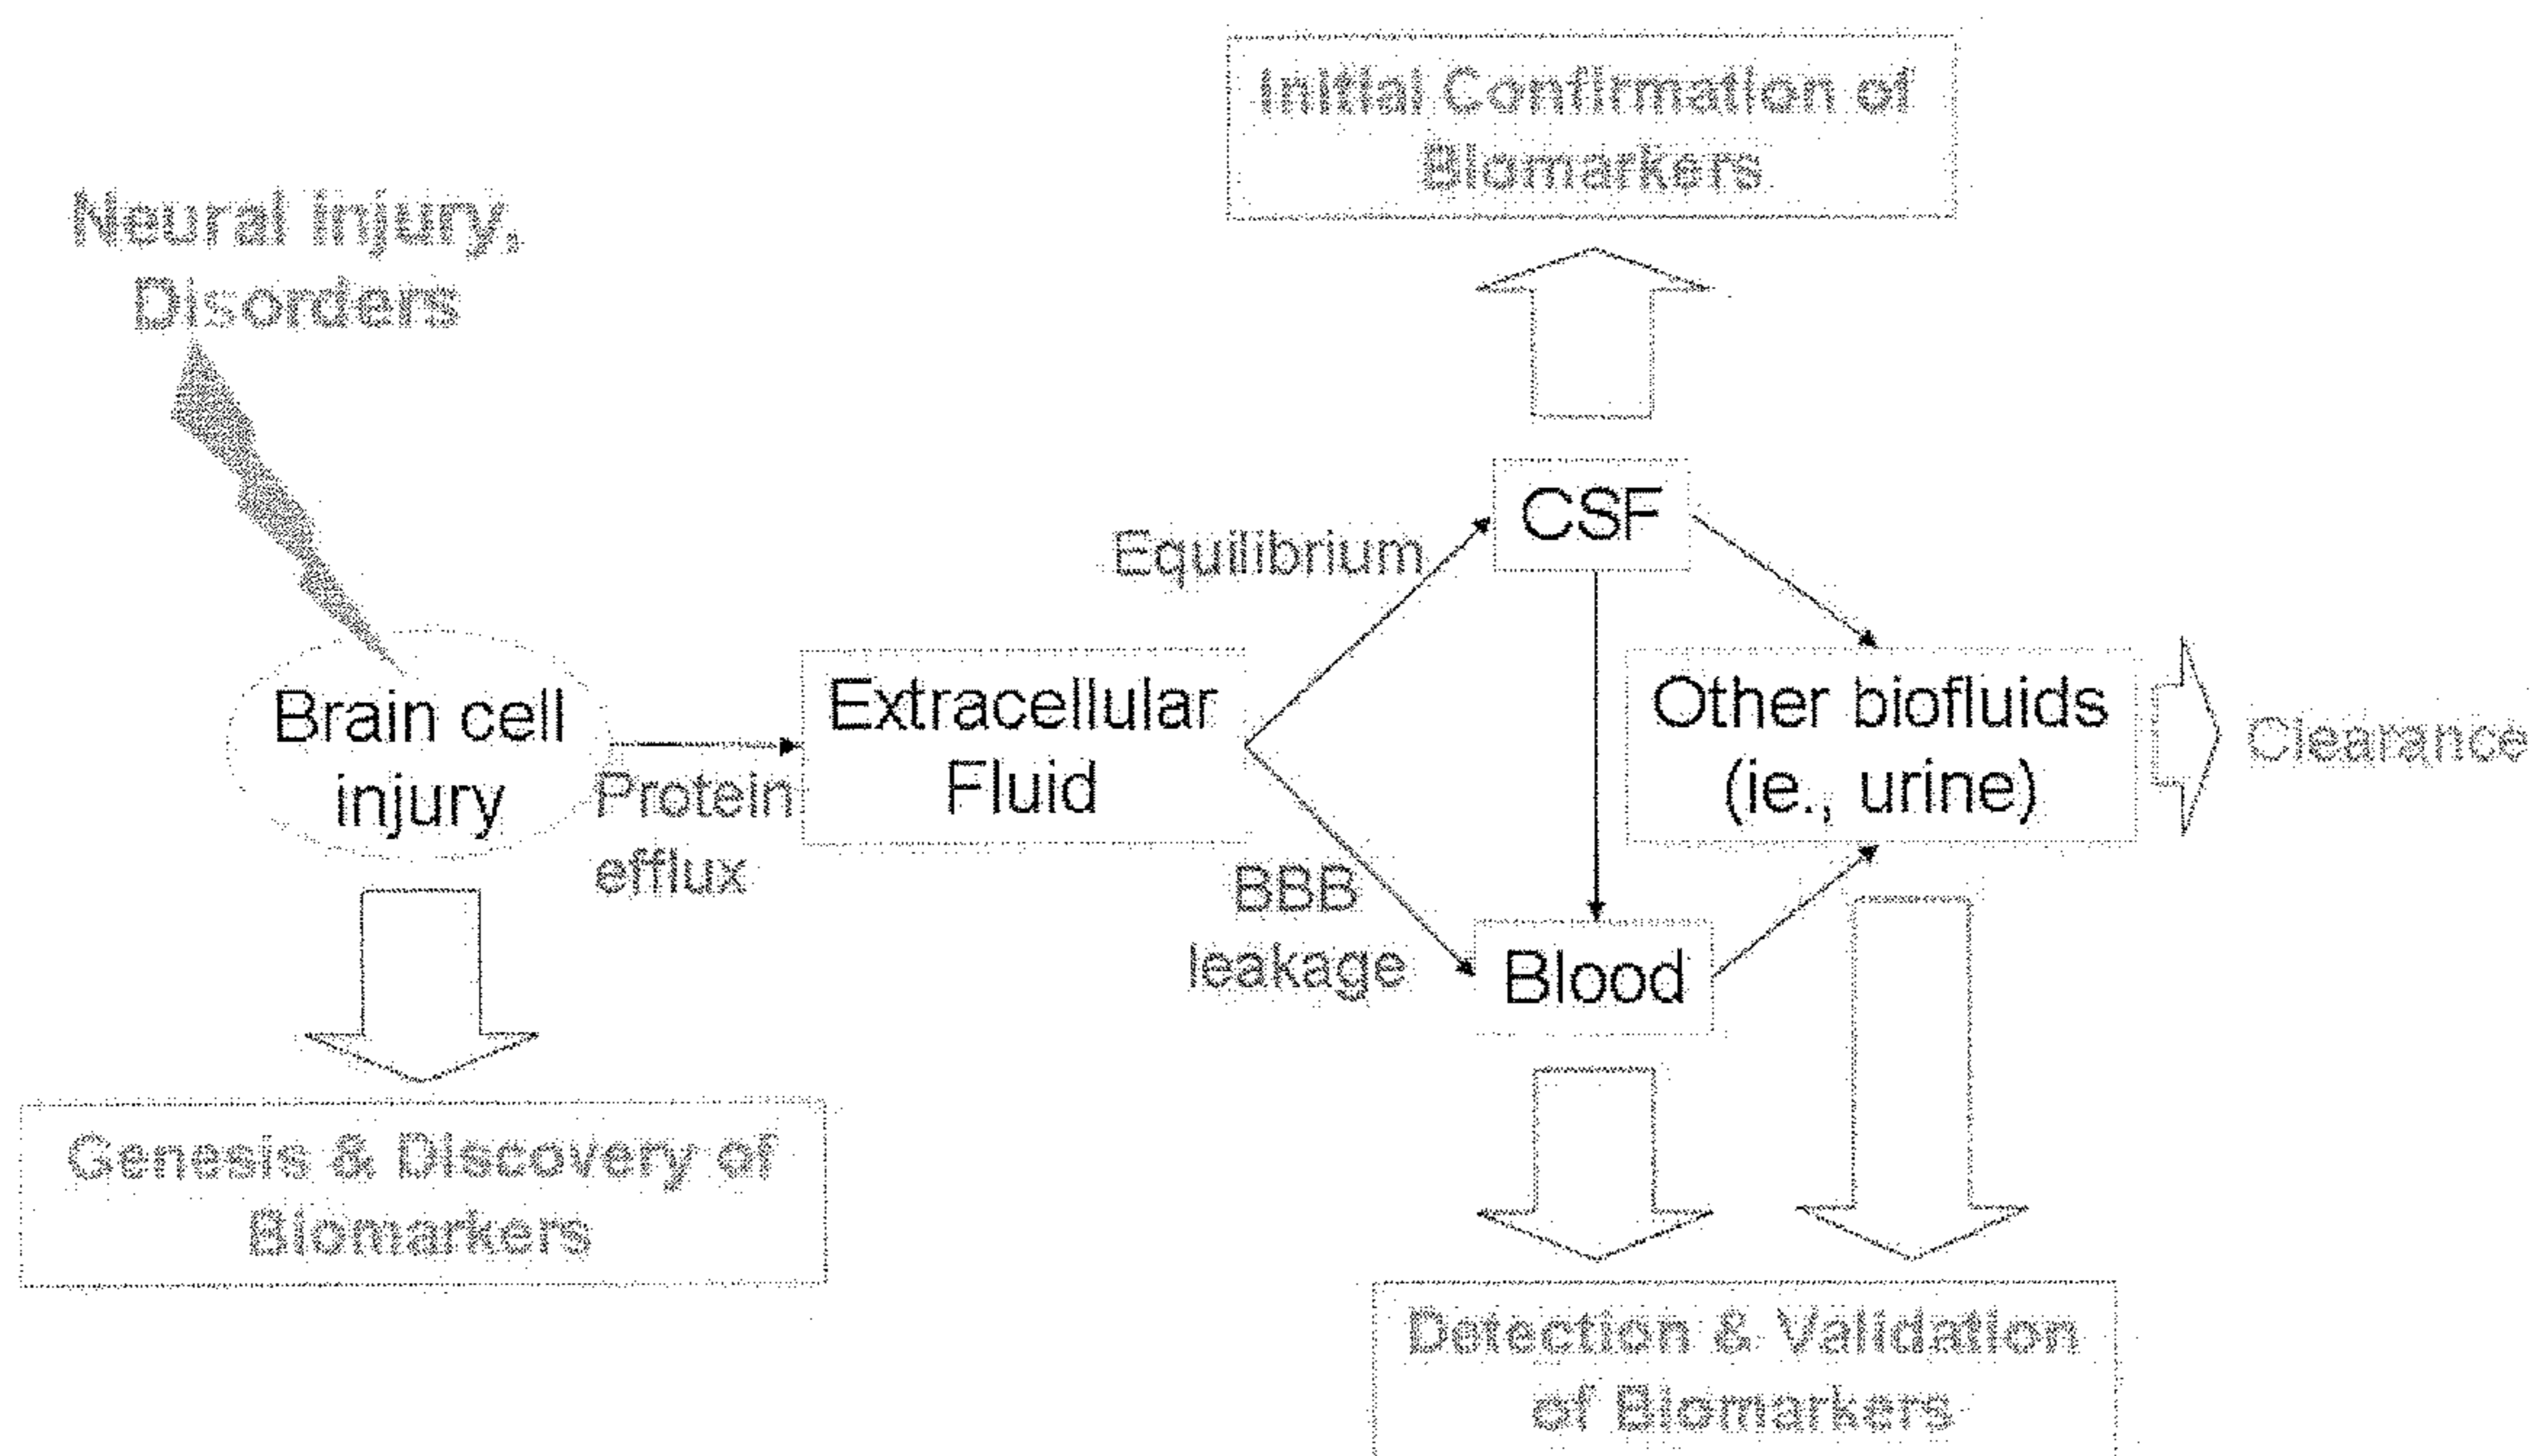 Initial Confirmation of
Biomarkers
Neural injury,
Disorders
CSF
Equilibrium
Brain cell
injury
Protein
efflux
Extracellular
Fluid
Other biofluids
(ie., urine)
Clearance
BBB
leakage
Blood
Genesis & Discovery of
Biomarkers
Detection & Validation
of Biomarkers